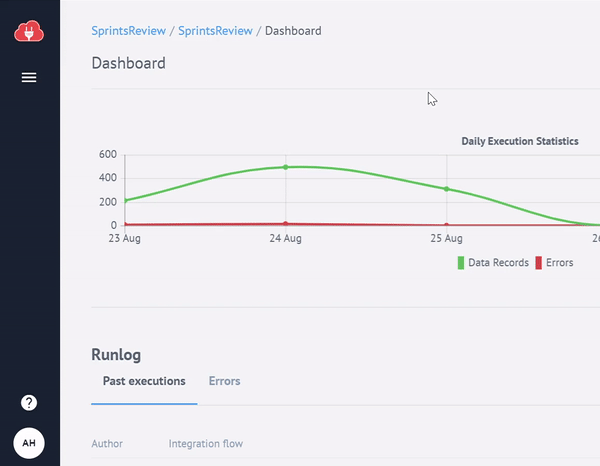 SprintsReview / SprintsReview / Dashboard
Dashboard
Daily Execution Statistics
600
400
200
0
23 Aug 24 Aug 25 Aug
Data Records Errors
Runlog
Past executions Errors
AH
Author Integration flow